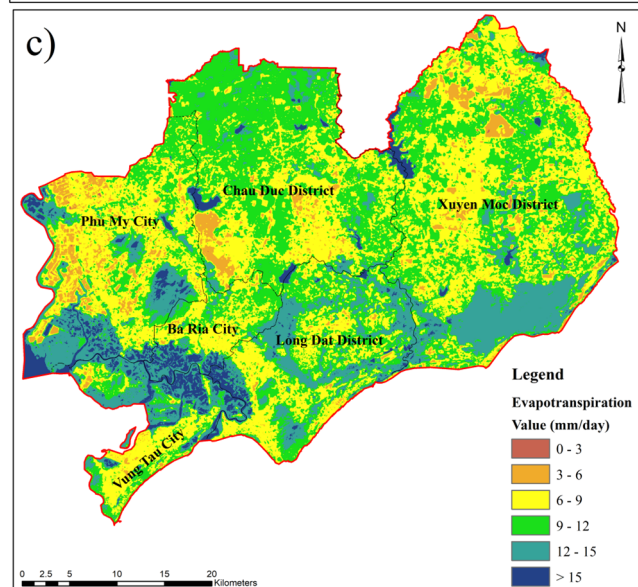 c)
N
Chau Duc District
Xuyen Moc District
Phu My City
Ba Ria City
Long Dat District
Vung Tau City
Legend
Evapotranspiration
Value (mm/day)
0 - 3
3 - 6
6 - 9
9 - 12
12 - 15
> 15
0 2.5 5 10 15 20
Kilometers